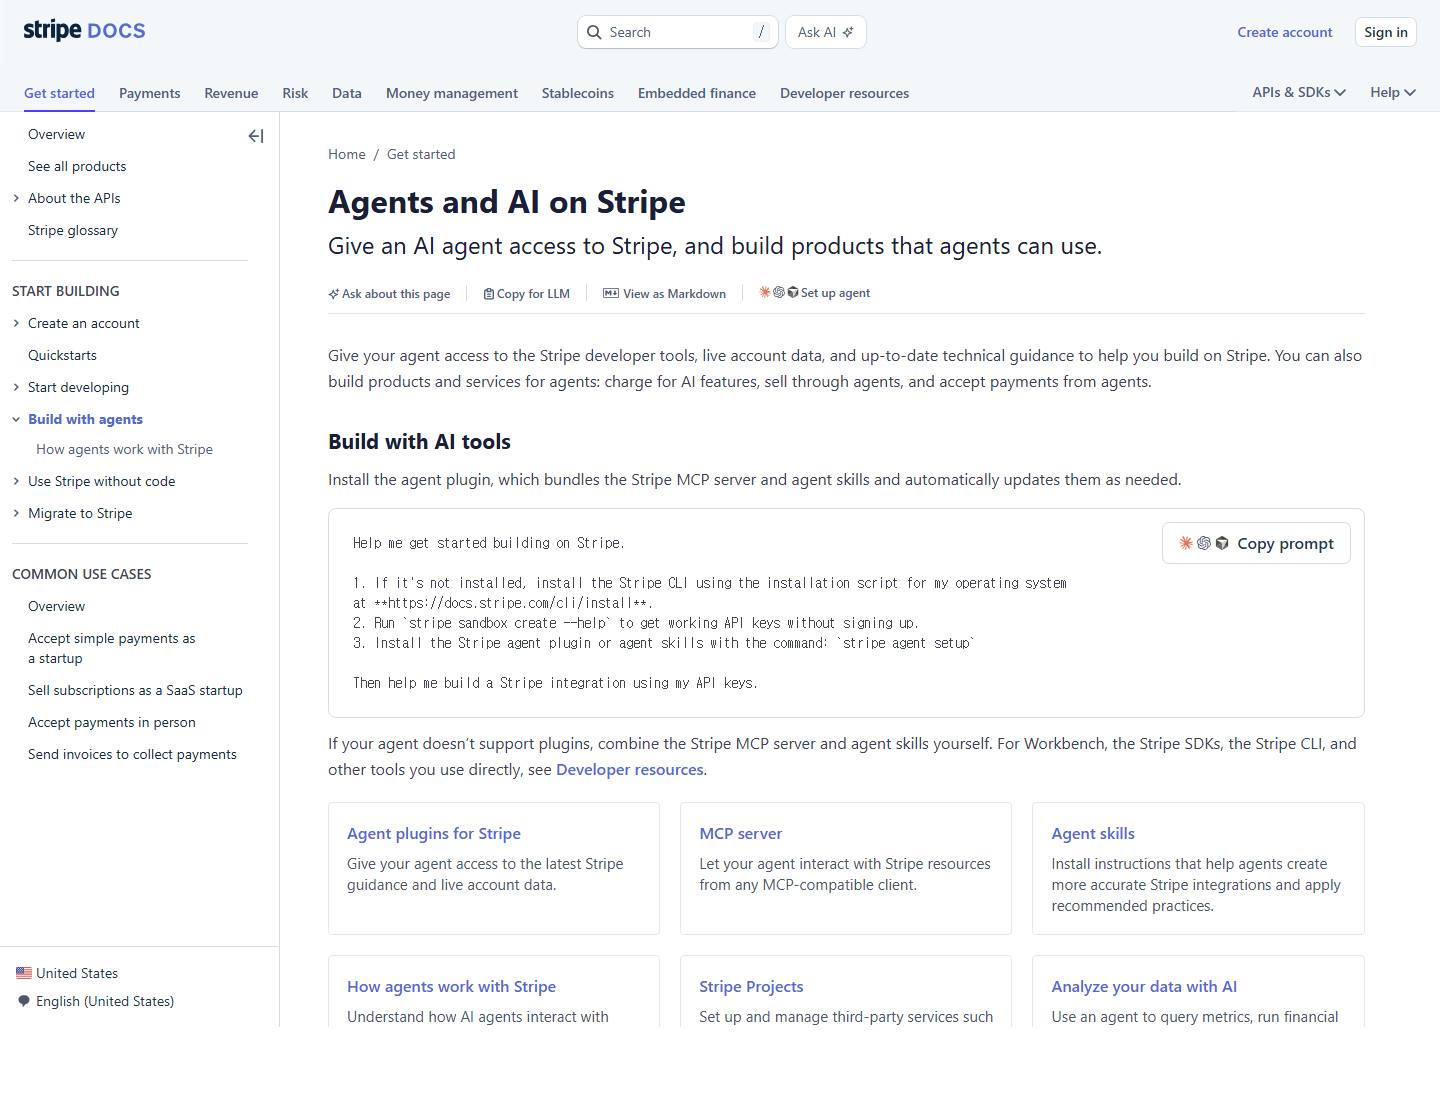 stripe DOCS
Search /
Ask AI
Create account
Sign in
Get started
Payments
Revenue
Risk
Data
Money management
Stablecoins
Embedded finance
Developer resources
APIs & SDKs
Help
Overview
See all products
About the APIs
Stripe glossary
START BUILDING
Create an account
Quickstarts
Start developing
Build with agents
How agents work with Stripe
Use Stripe without code
Migrate to Stripe
COMMON USE CASES
Overview
Accept simple payments as
a startup
Sell subscriptions as a SaaS startup
Accept payments in person
Send invoices to collect payments
United States
English (United States)
Home / Get started
Agents and AI on Stripe
Give an AI agent access to Stripe, and build products that agents can use.
Ask about this page
Copy for LLM
View as Markdown
Set up agent
Give your agent access to the Stripe developer tools, live account data, and up-to-date technical guidance to help you build on Stripe. You can also
build products and services for agents: charge for AI features, sell through agents, and accept payments from agents.
Build with AI tools
Install the agent plugin, which bundles the Stripe MCP server and agent skills and automatically updates them as needed.
Copy prompt
Help me get started building on Stripe.
1. If it's not installed, install the Stripe CLI using the installation script for my operating system
at **https://docs.stripe.com/cli/install**.
2. Run `stripe sandbox create --help` to get working API keys without signing up.
3. Install the Stripe agent plugin or agent skills with the command: `stripe agent setup`
Then help me build a Stripe integration using my API keys.
If your agent doesn’t support plugins, combine the Stripe MCP server and agent skills yourself. For Workbench, the Stripe SDKs, the Stripe CLI, and
other tools you use directly, see Developer resources.
Agent plugins for Stripe
Give your agent access to the latest Stripe
guidance and live account data.
MCP server
Let your agent interact with Stripe resources
from any MCP-compatible client.
Agent skills
Install instructions that help agents create
more accurate Stripe integrations and apply
recommended practices.
How agents work with Stripe
Understand how AI agents interact with
Stripe Projects
Set up and manage third-party services such
Analyze your data with AI
Use an agent to query metrics, run financial